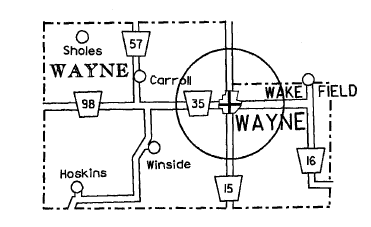 Sholes
57
WAYNE
Carroll
WAKE FIELD
98
35
WAYNE
Winside
16
Hoskins
15